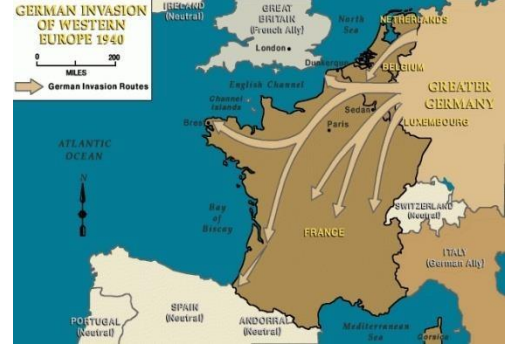 GERMAN INVASION
OF WESTERN
EUROPE 1940
0 200
MILES
German Invasion Routes
IRELAND
(Neutral)
GREAT
BRITAIN
(French Ally)
London
North
Sea
NETHERLANDS
Dunkerque
BELGIUM
English Channel
Channel
Islands
GREATER
GERMANY
Sedan
LUXEMBOURG
Brest
Paris
ATLANTIC
OCEAN
N
Bay
of
Biscay
FRANCE
SWITZERLAND
(Neutral)
ITALY
(German Ally)
SPAIN
(Neutral)
PORTUGAL
(Neutral)
ANDORRA
(Neutral)
Mediterranean
Sea
Corsica